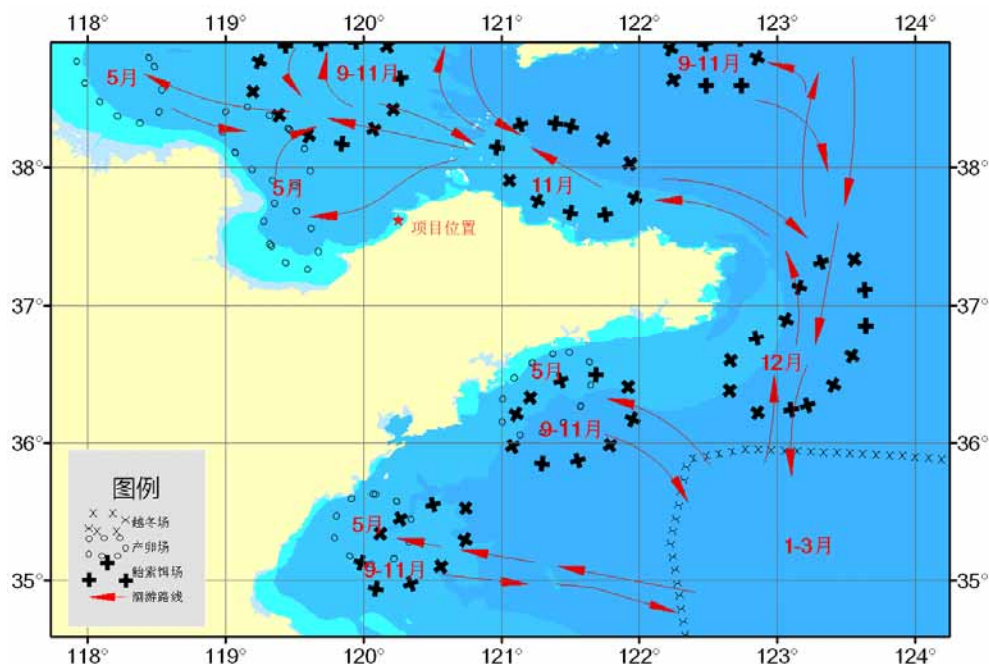 118° 119° 120° 121° 122° 123° 124°
5月 9-11月 9-11月
38° 38°
5月 11月
项目位置
37° 37°
5月 12月
9-11月
36° 36°
图例
越冬场
产卵场
鲐索饵场
洄游路线
5月
9-11月
1-3月
35° 35°
118° 119° 120° 121° 122° 123° 124°